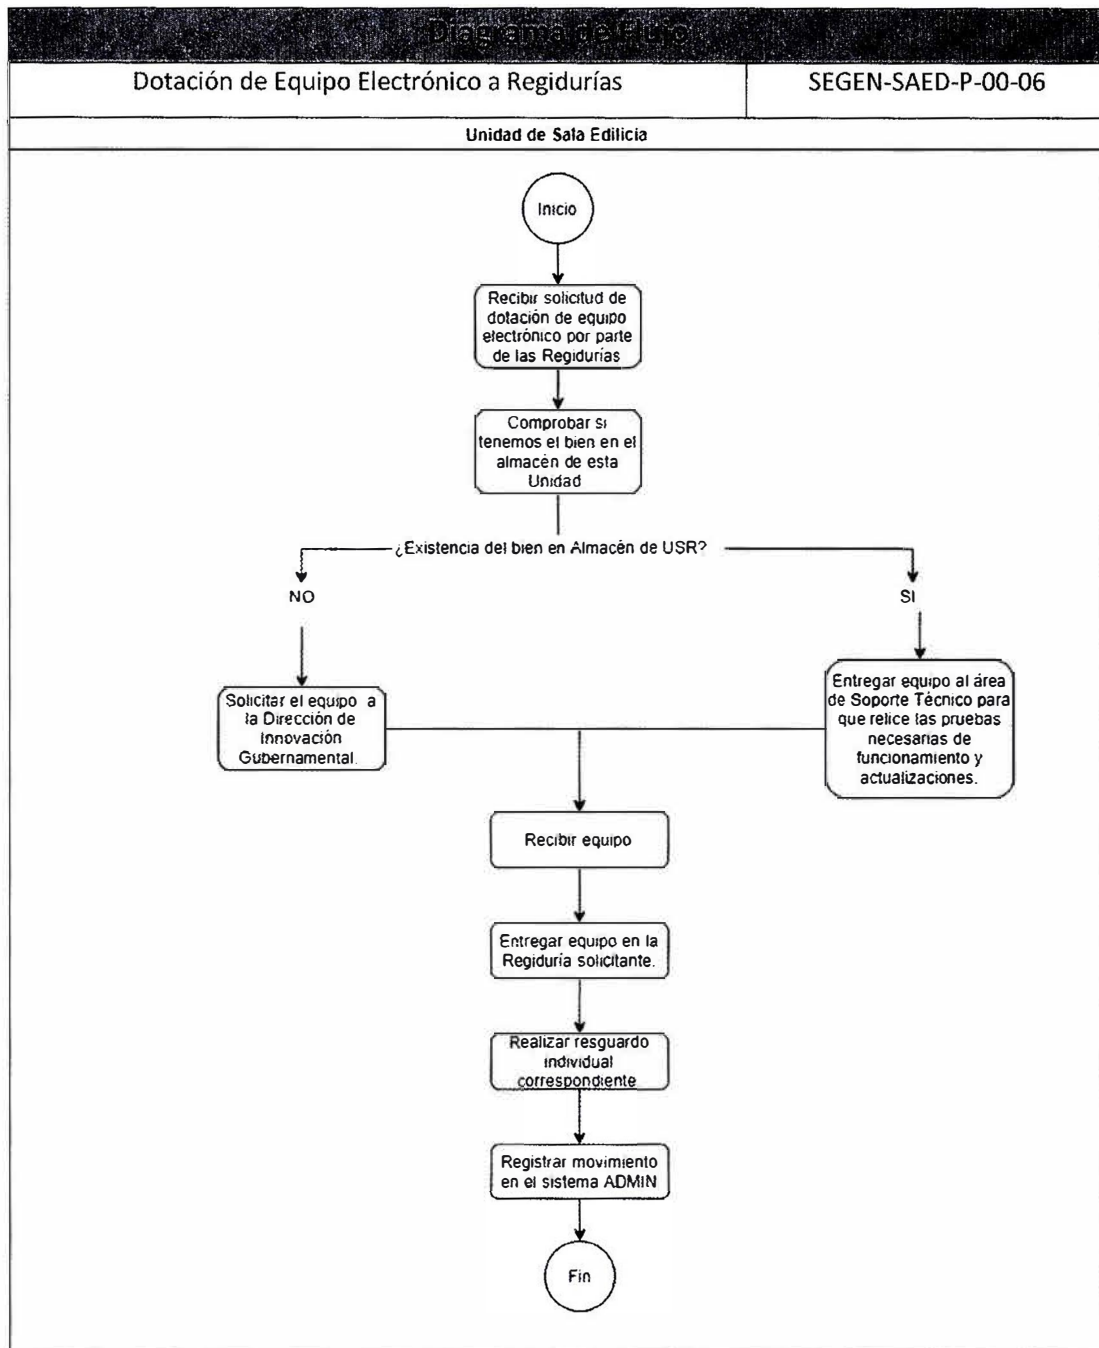 Diagrama de Flujo
Dotación de Equipo Electrónico a Regidurías
SEGEN-SAED-P-00-06
Unidad de Sala Edilicia
Inicio
Recibir solicitud de
dotación de equipo
electrónico por parte
de las Regidurías
Comprobar si
tenemos el bien en el
almacén de esta
Unidad
¿Existencia del bien en Almacén de USR?
NO
SI
Solicitar el equipo a
la Dirección de
Innovación
Gubernamental.
Entregar equipo al área
de Soporte Técnico para
que relice las pruebas
necesarias de
funcionamiento y
actualizaciones.
Recibir equipo
Entregar equipo en la
Regiduría solicitante.
Realizar resguardo
individual
correspondiente
Registrar movimiento
en el sistema ADMIN
Fin